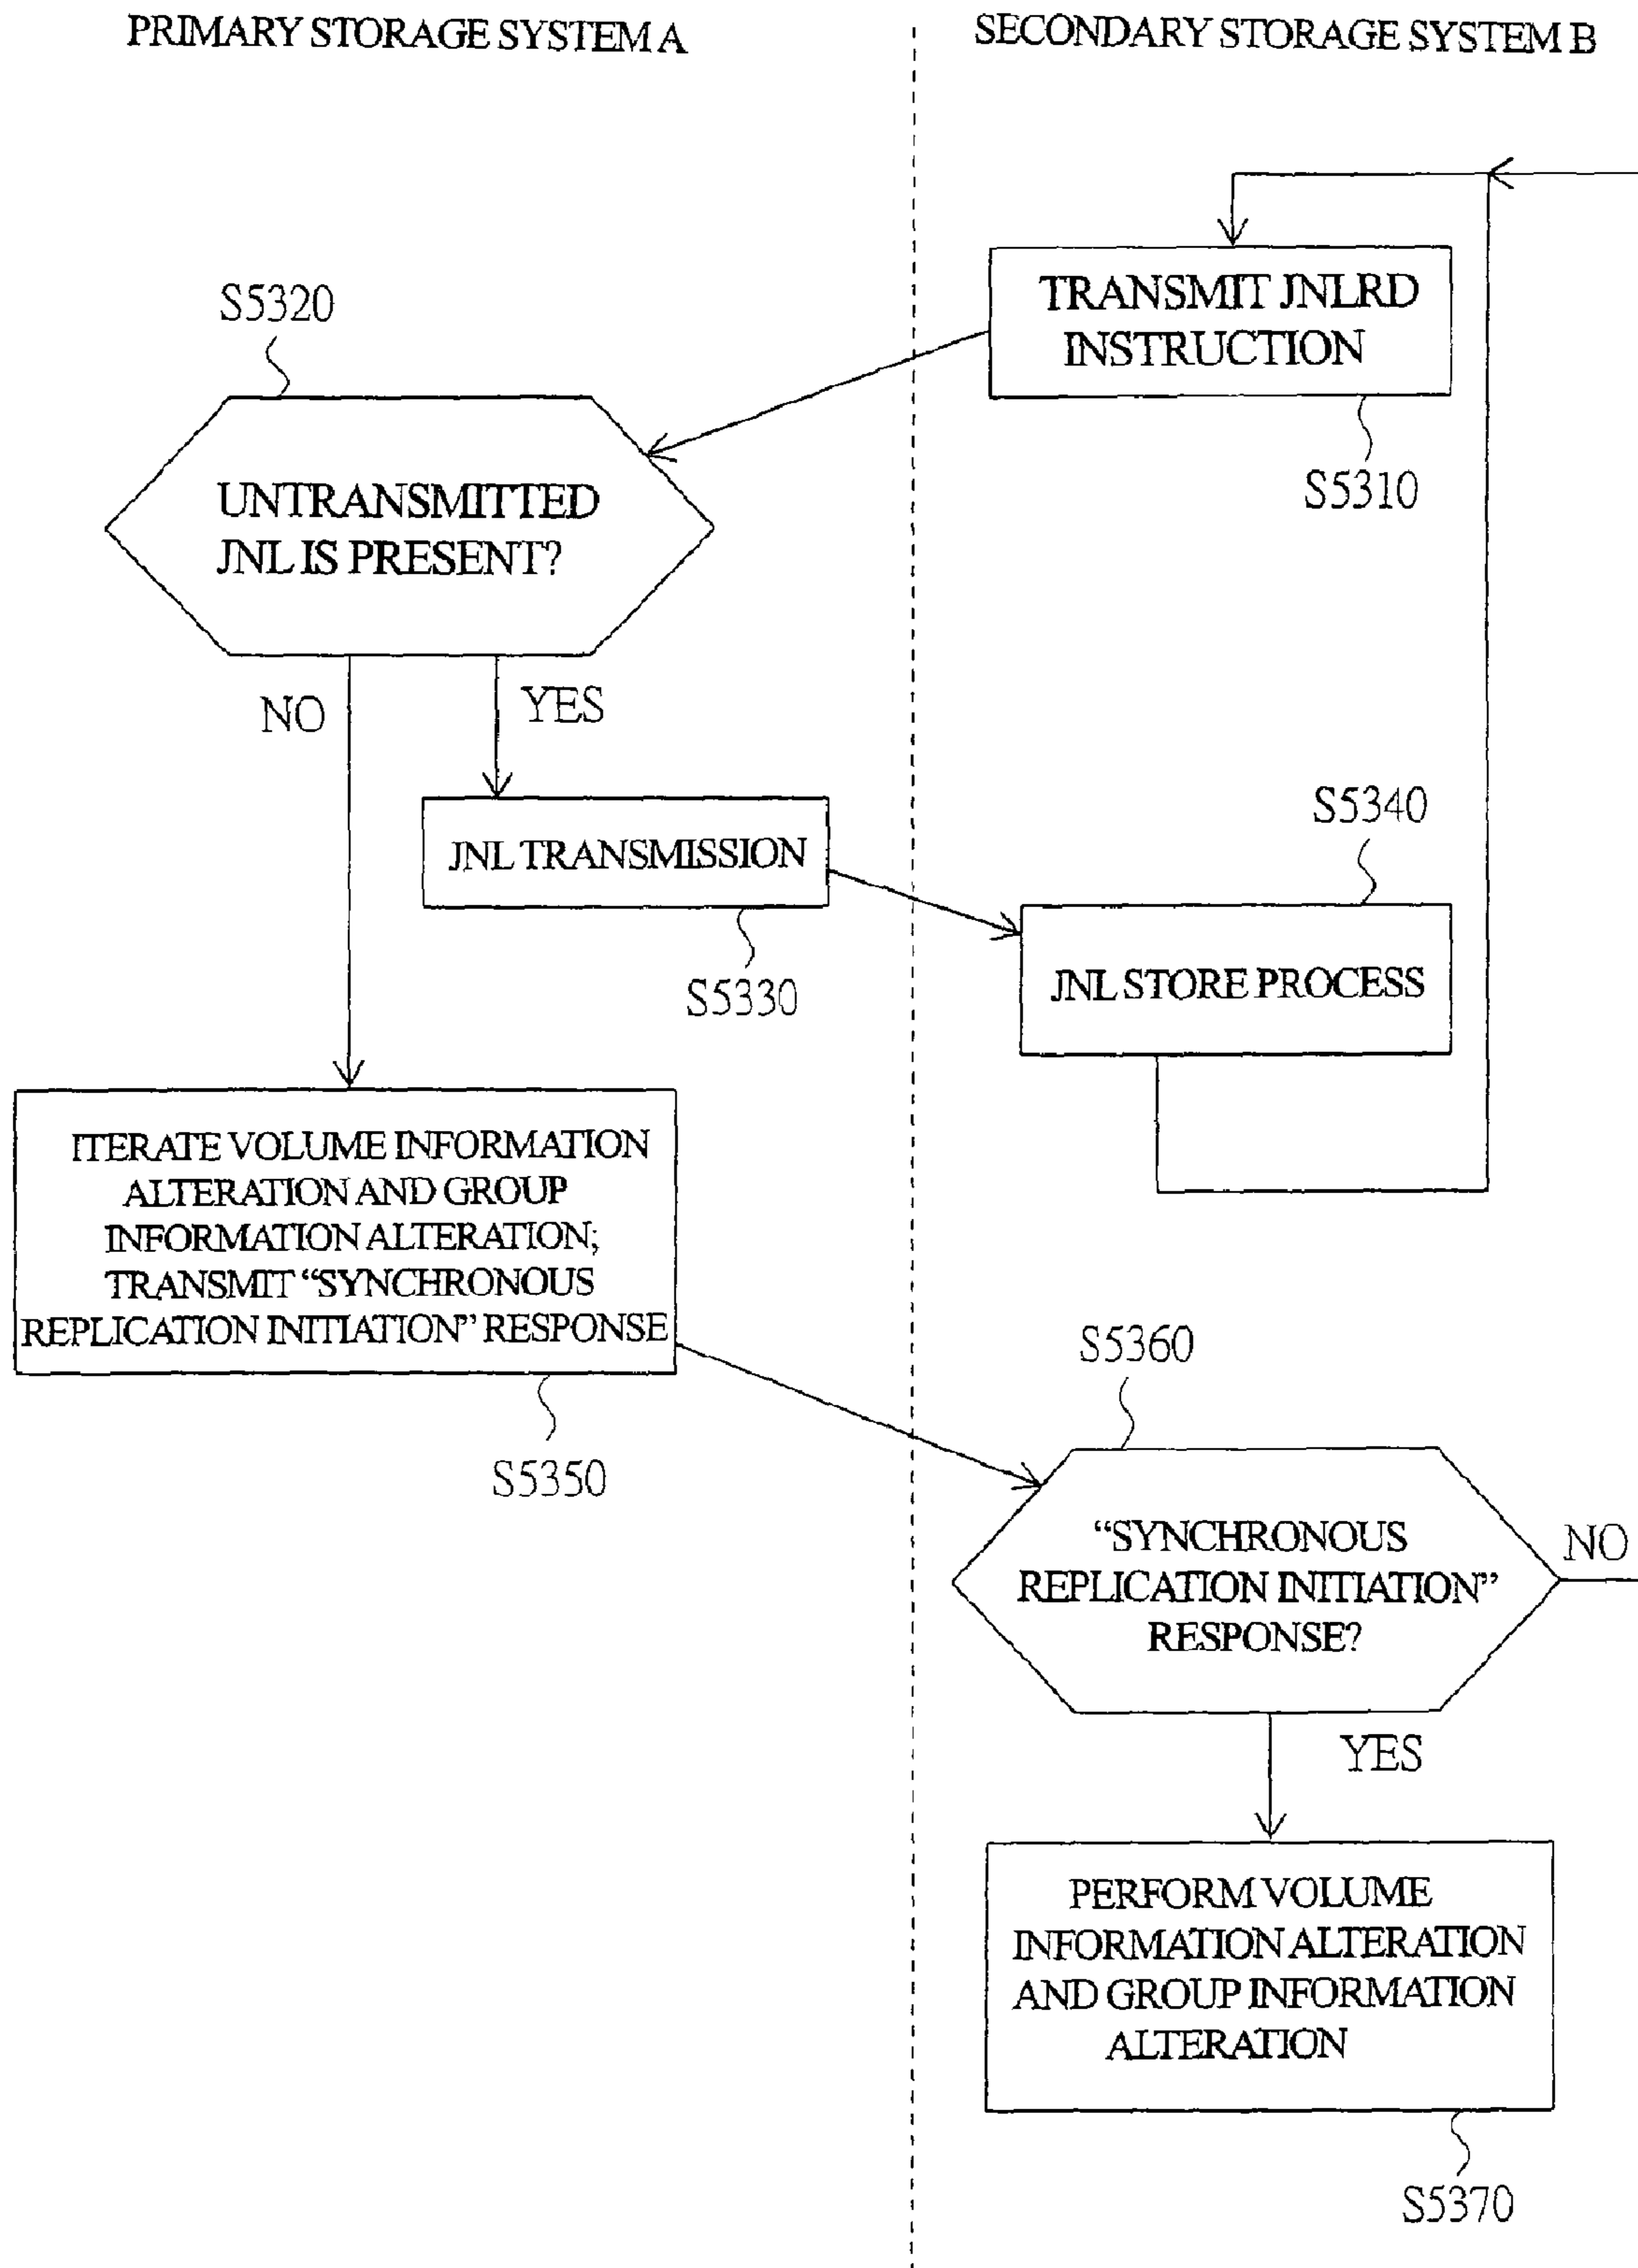 PRIMARY STORAGE SYSTEM A
SECONDARY STORAGE SYSTEM B
TRANSMIT JNLRD
INSTRUCTION
S5310
S5320
UNTRANSMITTED
JNL IS PRESENT?
NO
YES
JNL TRANSMISSION
S5330
S5340
JNL STORE PROCESS
ITERATE VOLUME INFORMATION
ALTERATION AND GROUP
INFORMATION ALTERATION;
TRANSMIT “SYNCHRONOUS
REPLICATION INITIATION” RESPONSE
S5350
S5360
“SYNCHRONOUS
REPLICATION INITIATION”
RESPONSE?
NO
YES
PERFORM VOLUME
INFORMATION ALTERATION
AND GROUP INFORMATION
ALTERATION
S5370